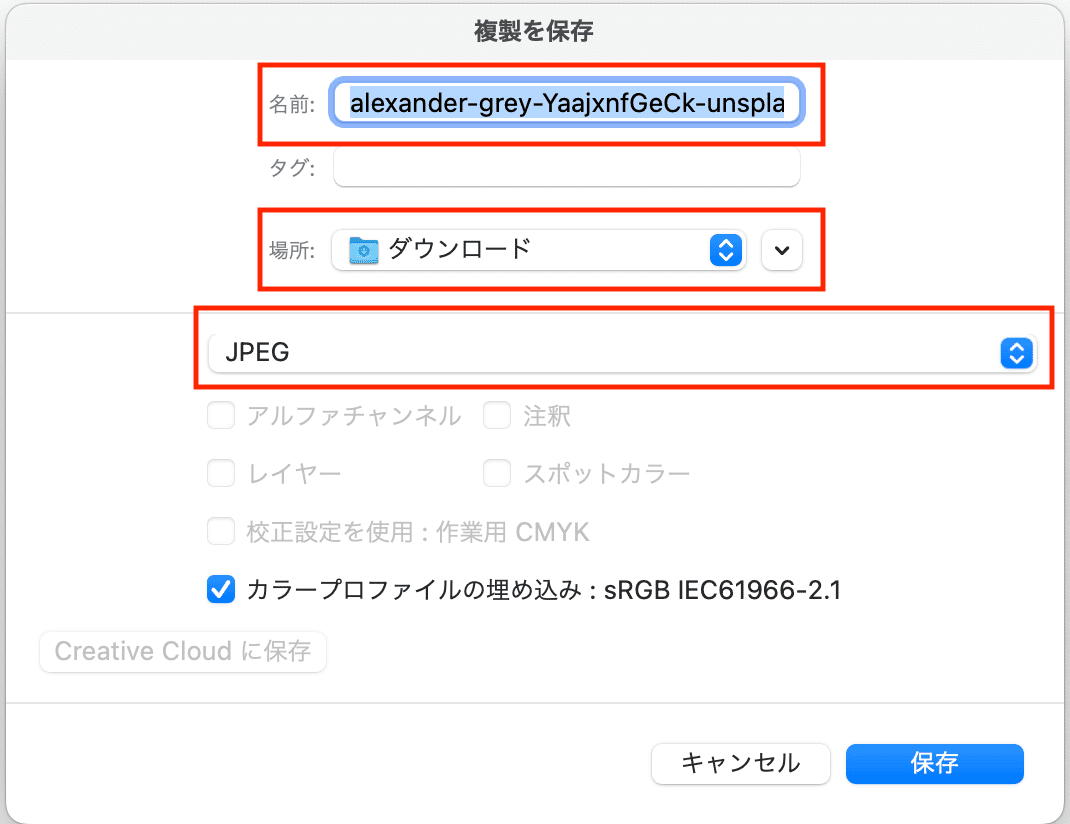 複製を保存
名前: alexander-grey-YaajxnfGeCk-unspla
タグ:
場所: ダウンロード
JPEG
アルファチャンネル 注釈
レイヤー スポットカラー
校正設定を使用 : 作業用 CMYK
カラープロファイルの埋め込み : sRGB IEC61966-2.1
Creative Cloud に保存
キャンセル 保存